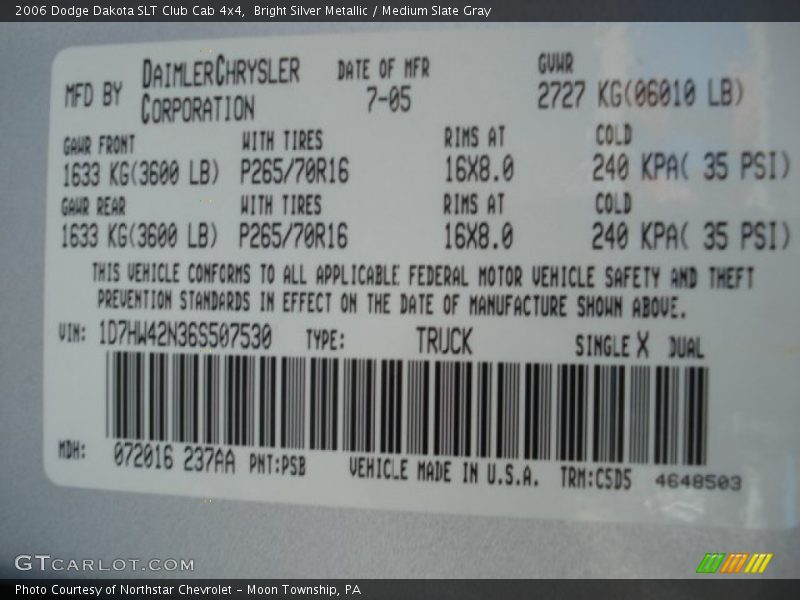 2006 Dodge Dakota SLT Club Cab 4x4,  Bright Silver Metallic / Medium Slate Gray
MFD BY DAIMLERCHRYSLER CORPORATION DATE OF MFR 7-05 GVWR 2727 KG(06010 LB)
GAWR FRONT WITH TIRES RIMS AT COLD
1633 KG(3600 LB) P265/70R16 16X8.0 240 KPA( 35 PSI)
GAWR REAR WITH TIRES RIMS AT COLD
1633 KG(3600 LB) P265/70R16 16X8.0 240 KPA( 35 PSI)
THIS VEHICLE CONFORMS TO ALL APPLICABLE FEDERAL MOTOR VEHICLE SAFETY AND THEFT
PREVENTION STANDARDS IN EFFECT ON THE DATE OF MANUFACTURE SHOWN ABOVE.
VIN: 1D7HW42N36S507530 TYPE: TRUCK SINGLE X DUAL
MDH: 072016 237AA PNT:PSB VEHICLE MADE IN U.S.A. TRM:C5D5 4648503
GTCARLOT.COM
Photo Courtesy of Northstar Chevrolet - Moon Township, PA